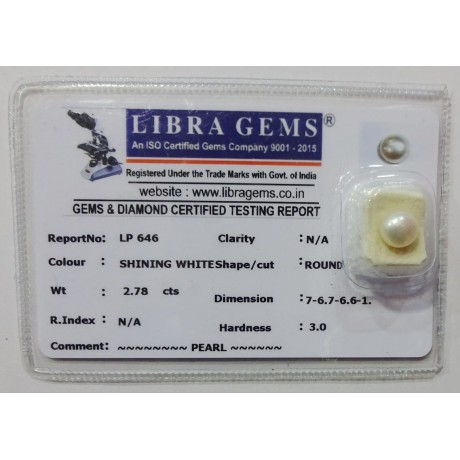 LIBRA GEMS®
An ISO Certified Gems Company 9001 - 2015
Registered Under the Trade Marks with Govt. of India
website : www.libragems.co.in
GEMS & DIAMOND CERTIFIED TESTING REPORT
ReportNo: LP 646 Clarity : N/A
Colour : SHINING WHITE Shape/cut : ROUND
Wt : 2.78 cts Dimension : 7-6.7-6.6-1.
R.Index : N/A Hardness : 3.0
Comment: ~~~~~~~~ PEARL ~~~~~~